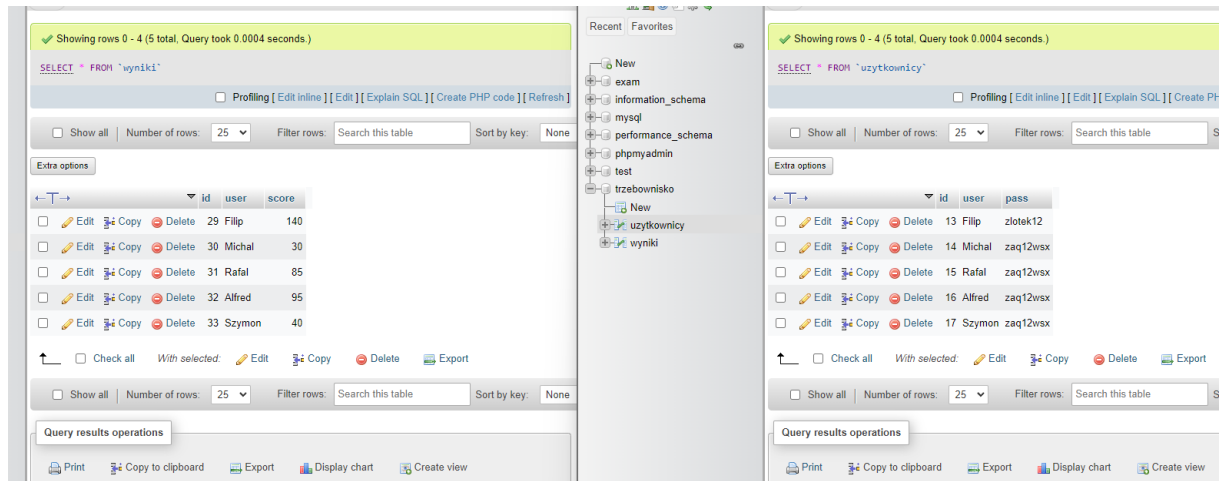 Showing rows 0 - 4 (5 total, Query took 0.0004 seconds.)
SELECT * FROM `wyniki`
Profiling [ Edit inline ] [ Edit ] [ Explain SQL ] [ Create PHP code ] [ Refresh ]
Show all | Number of rows: 25 Filter rows: Search this table Sort by key: None
Extra options
←T→ id user score
Edit Copy Delete 29 Filip 140
Edit Copy Delete 30 Michal 30
Edit Copy Delete 31 Rafal 85
Edit Copy Delete 32 Alfred 95
Edit Copy Delete 33 Szymon 40
Check all With selected: Edit Copy Delete Export
Show all | Number of rows: 25 Filter rows: Search this table Sort by key: None
Query results operations
Print Copy to clipboard Export Display chart Create view
Recent Favorites
New
exam
information_schema
mysql
performance_schema
phpmyadmin
test
trzebownisko
New
uzytkownicy
wyniki
Showing rows 0 - 4 (5 total, Query took 0.0004 seconds.)
SELECT * FROM `uzytkownicy`
Profiling [ Edit inline ] [ Edit ] [ Explain SQL ] [ Create PH
Show all | Number of rows: 25 Filter rows: Search this table S
Extra options
←T→ id user pass
Edit Copy Delete 13 Filip zlotek12
Edit Copy Delete 14 Michal zaq12wsx
Edit Copy Delete 15 Rafal zaq12wsx
Edit Copy Delete 16 Alfred zaq12wsx
Edit Copy Delete 17 Szymon zaq12wsx
Check all With selected: Edit Copy Delete Export
Show all | Number of rows: 25 Filter rows: Search this table S
Query results operations
Print Copy to clipboard Export Display chart Create view